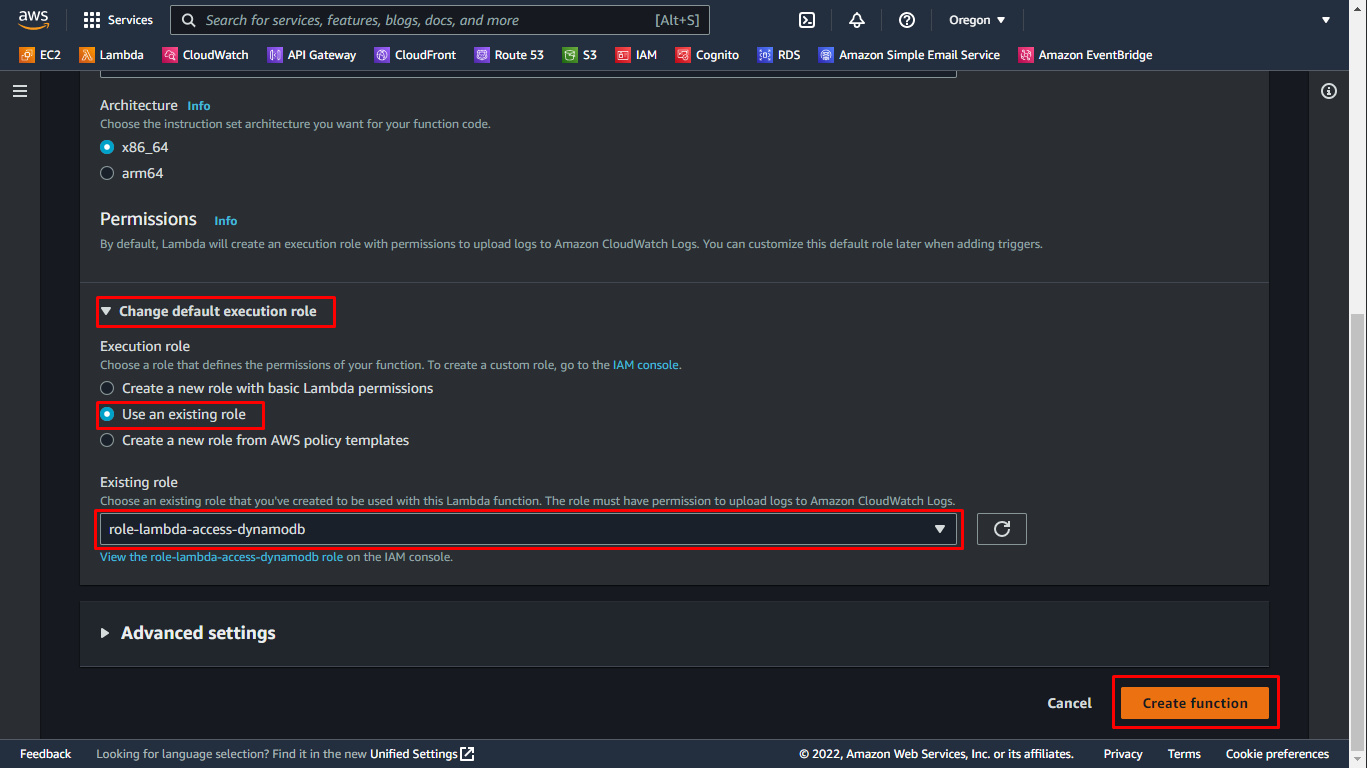 aws Services Search for services, features, blogs, docs, and more [Alt+S] Oregon
EC2 Lambda CloudWatch API Gateway CloudFront Route 53 S3 IAM Cognito RDS Amazon Simple Email Service Amazon EventBridge
Architecture Info
Choose the instruction set architecture you want for your function code.
x86_64
arm64
Permissions Info
By default, Lambda will create an execution role with permissions to upload logs to Amazon CloudWatch Logs. You can customize this default role later when adding triggers.
Change default execution role
Execution role
Choose a role that defines the permissions of your function. To create a custom role, go to the IAM console.
Create a new role with basic Lambda permissions
Use an existing role
Create a new role from AWS policy templates
Existing role
Choose an existing role that you've created to be used with this Lambda function. The role must have permission to upload logs to Amazon CloudWatch Logs.
role-lambda-access-dynamodb
View the role-lambda-access-dynamodb role on the IAM console.
Advanced settings
Cancel Create function
Feedback Looking for language selection? Find it in the new Unified Settings © 2022, Amazon Web Services, Inc. or its affiliates. Privacy Terms Cookie preferences